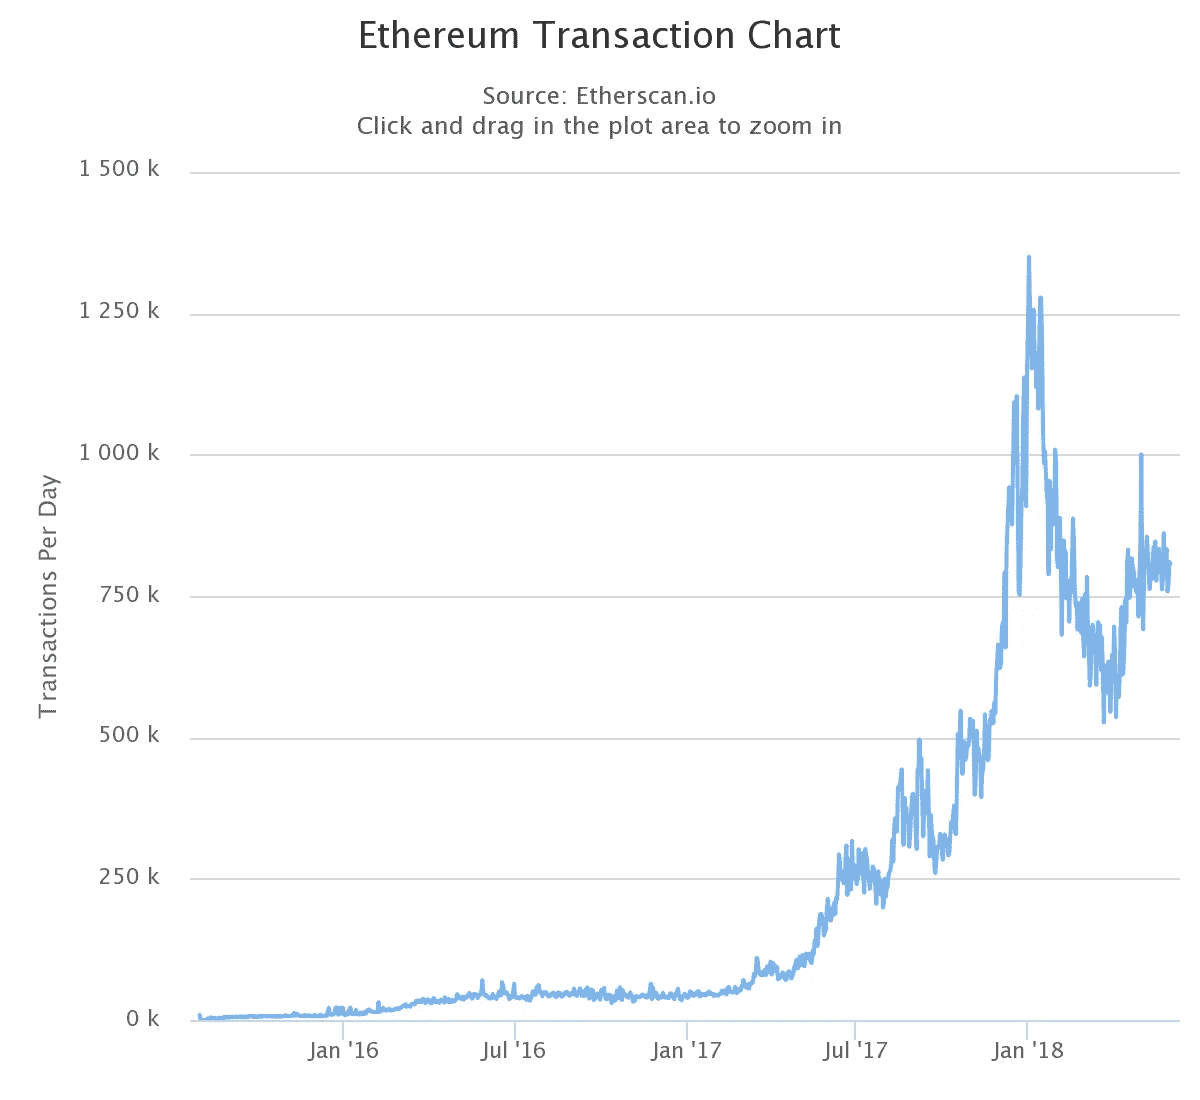 Ethereum Transaction Chart
Source: Etherscan.io
Click and drag in the plot area to zoom in
1 500 k
1 250 k
1 000 k
750 k
500 k
250 k
0 k
Transactions Per Day
Jan '16
Jul '16
Jan '17
Jul '17
Jan '18